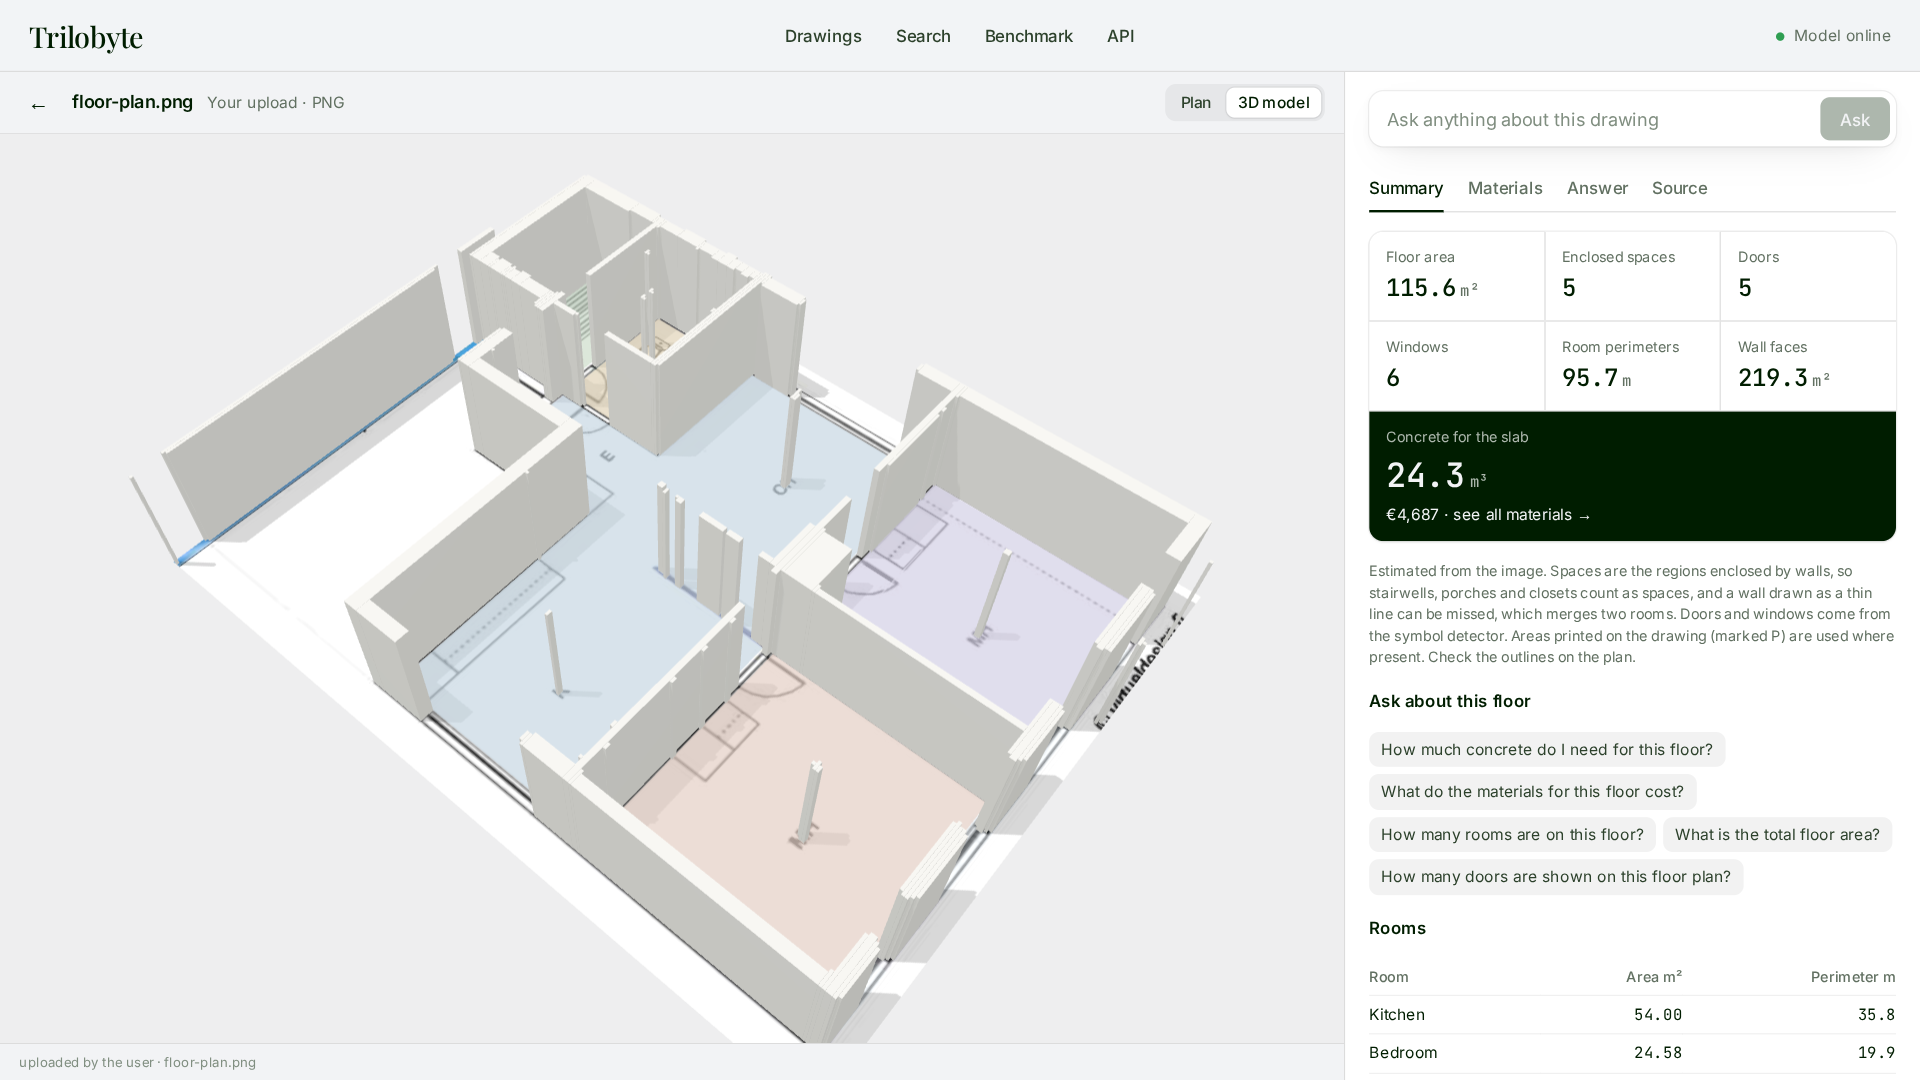 Trilobyte
Drawings
Search
Benchmark
API
Model online
←
floor-plan.png
Your upload · PNG
Plan
3D model
E
uploaded by the user · floor-plan.png
Ask anything about this drawing
Ask
Summary
Materials
Answer
Source
Floor area
115.6 m²
Enclosed spaces
5
Doors
5
Windows
6
Room perimeters
95.7 m
Wall faces
219.3 m²
Concrete for the slab
24.3 m³
€4,687 · see all materials →
Estimated from the image. Spaces are the regions enclosed by walls, so
stairwells, porches and closets count as spaces, and a wall drawn as a thin
line can be missed, which merges two rooms. Doors and windows come from
the symbol detector. Areas printed on the drawing (marked P) are used where
present. Check the outlines on the plan.
Ask about this floor
How much concrete do I need for this floor?
What do the materials for this floor cost?
How many rooms are on this floor?
What is the total floor area?
How many doors are shown on this floor plan?
Rooms
Room
Area m²
Perimeter m
Kitchen
54.00
35.8
Bedroom
24.58
19.9